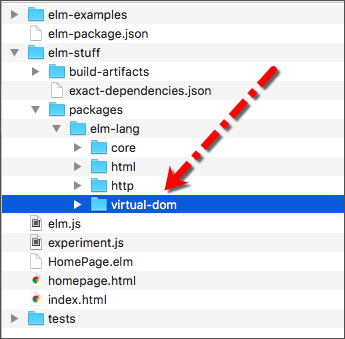 elm-examples
elm-package.json
elm-stuff
build-artifacts
exact-dependencies.json
packages
elm-lang
core
html
http
virtual-dom
elm.js
experiment.js
HomePage.elm
homepage.html
index.html
tests